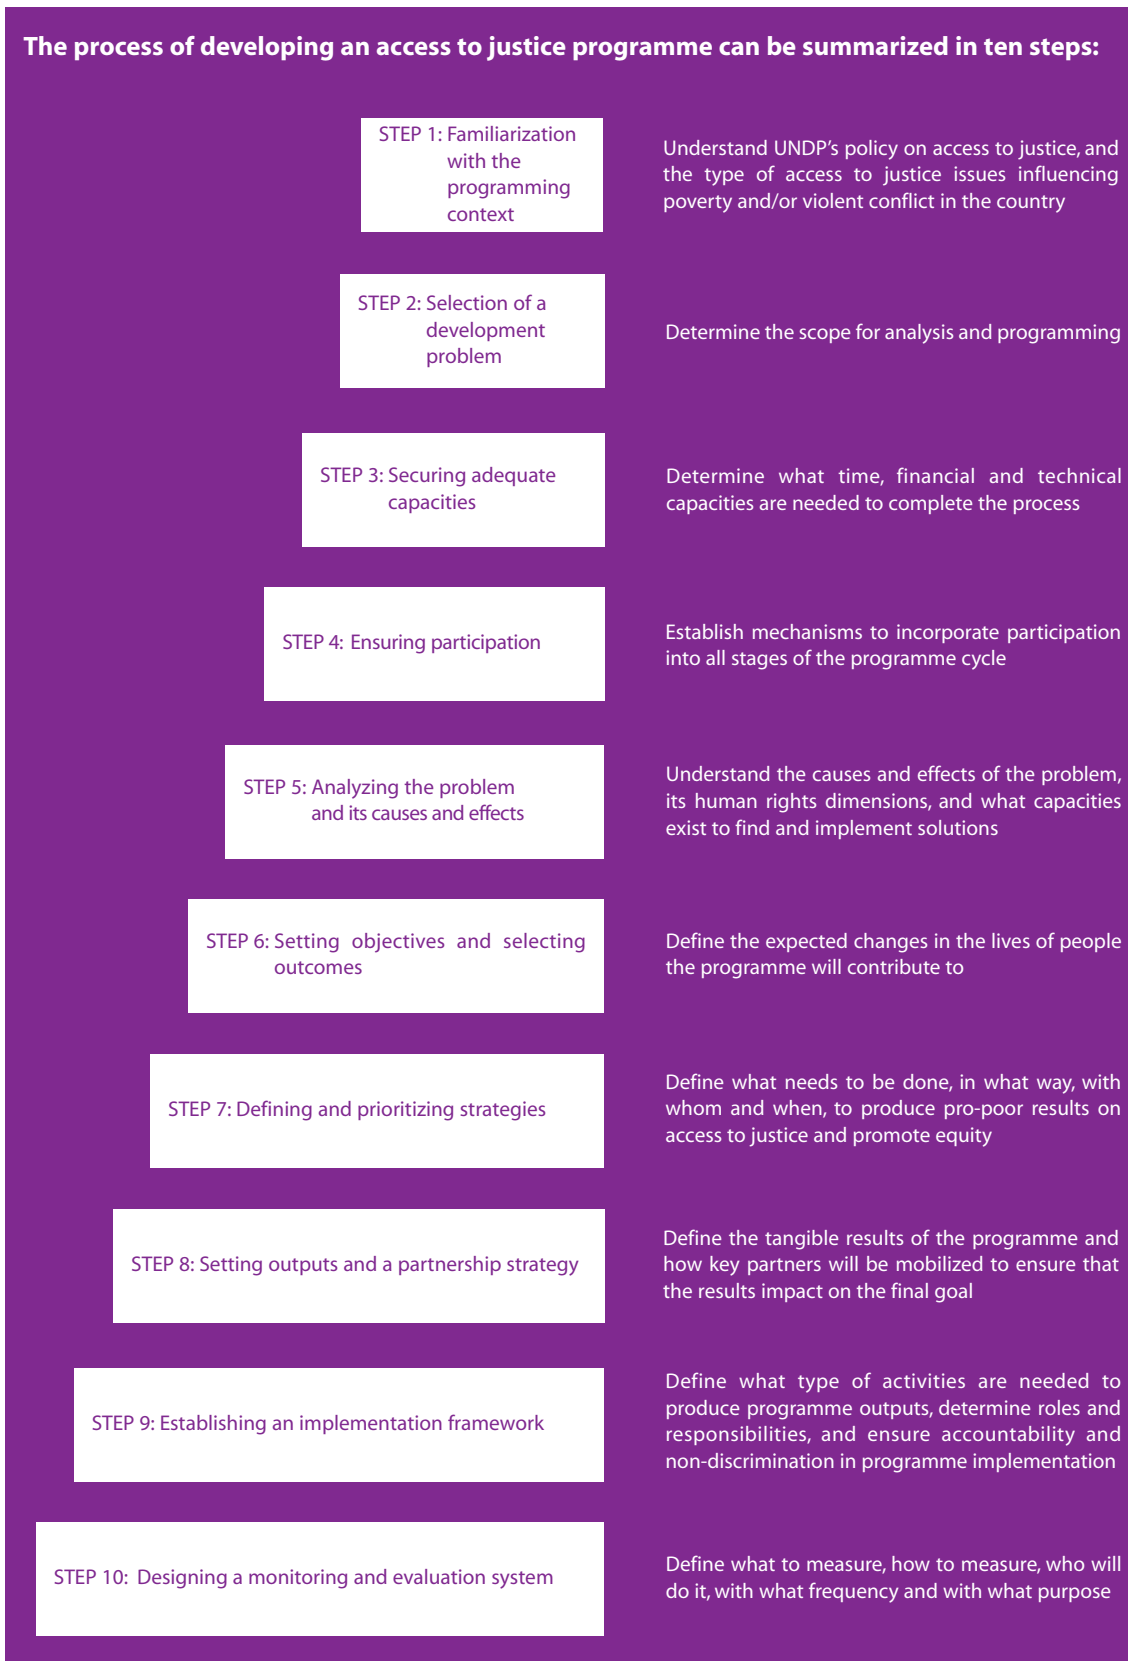 The process of developing an access to justice programme can be summarized in ten steps:
STEP 1: Familiarization
with the
programming
context
Understand UNDP’s policy on access to justice, and
the type of access to justice issues influencing
poverty and/or violent conflict in the country
STEP 2: Selection of a
development
problem
Determine the scope for analysis and programming
STEP 3: Securing adequate
capacities
Determine what time, financial and technical
capacities are needed to complete the process
STEP 4: Ensuring participation
Establish mechanisms to incorporate participation
into all stages of the programme cycle
STEP 5: Analyzing the problem
and its causes and effects
Understand the causes and effects of the problem,
its human rights dimensions, and what capacities
exist to find and implement solutions
STEP 6: Setting objectives and selecting
outcomes
Define the expected changes in the lives of people
the programme will contribute to
STEP 7: Defining and prioritizing strategies
Define what needs to be done, in what way, with
whom and when, to produce pro-poor results on
access to justice and promote equity
STEP 8: Setting outputs and a partnership strategy
Define the tangible results of the programme and
how key partners will be mobilized to ensure that
the results impact on the final goal
STEP 9: Establishing an implementation framework
Define what type of activities are needed to
produce programme outputs, determine roles and
responsibilities, and ensure accountability and
non-discrimination in programme implementation
STEP 10: Designing a monitoring and evaluation system
Define what to measure, how to measure, who will
do it, with what frequency and with what purpose